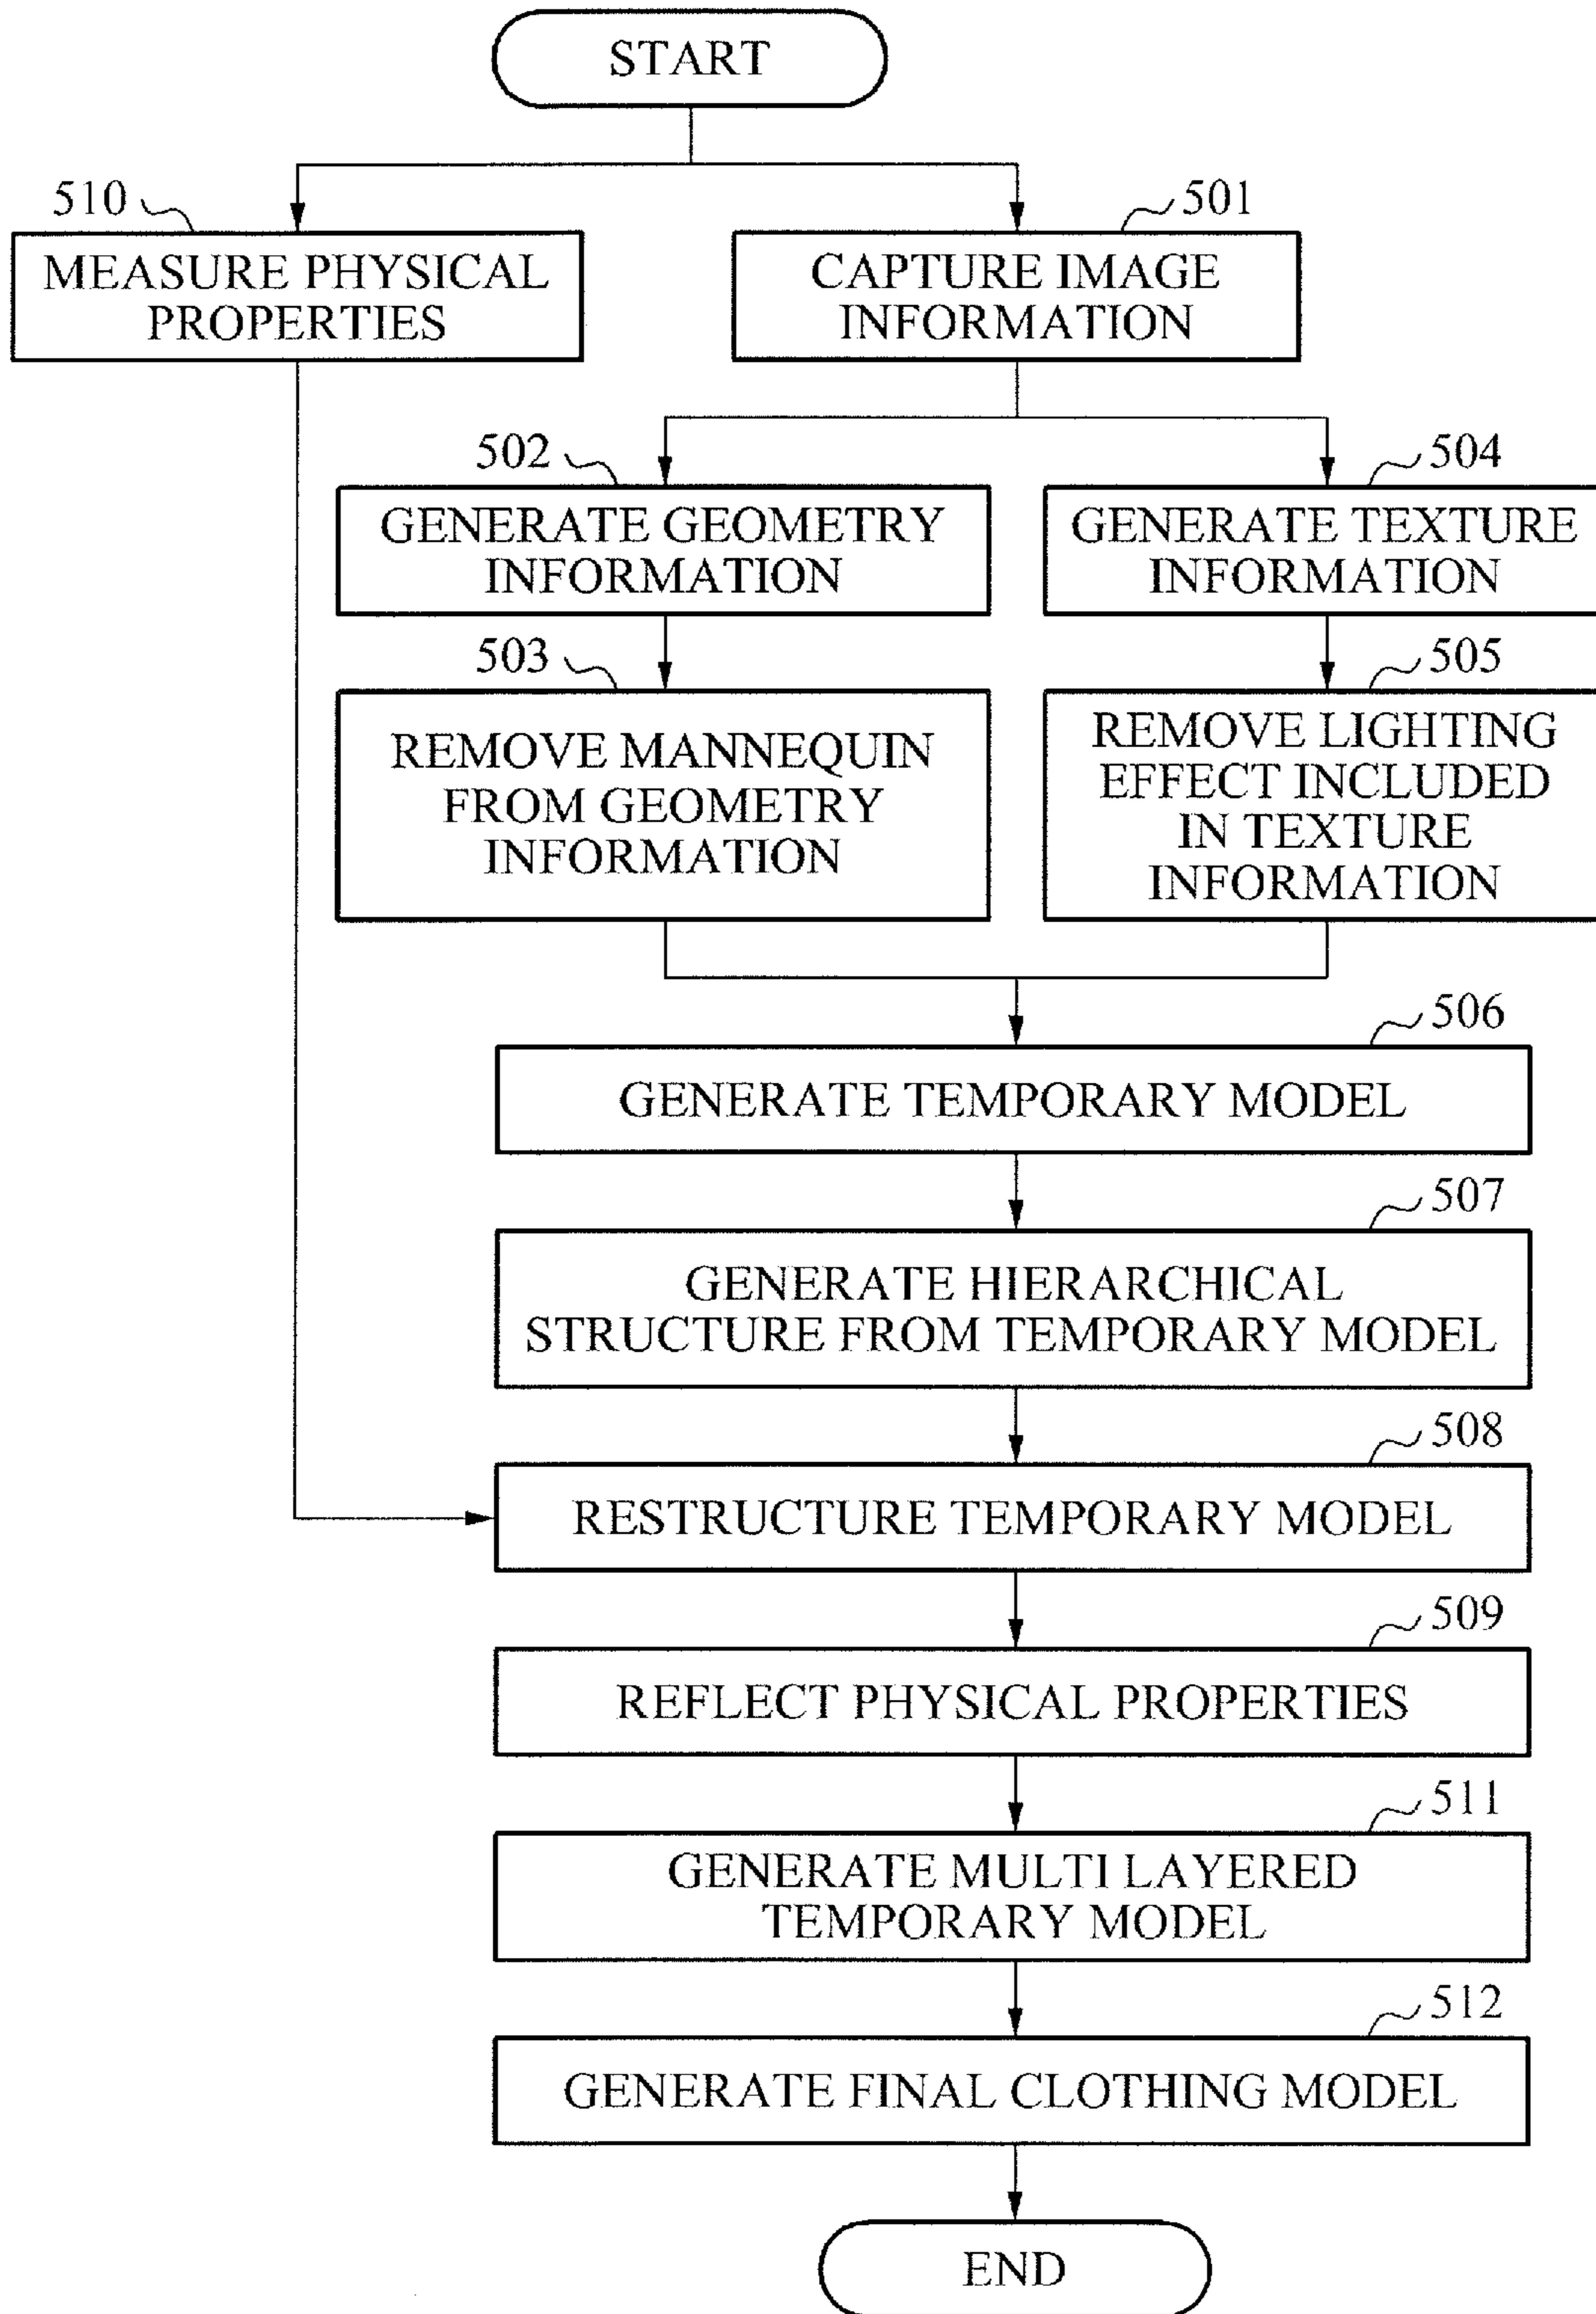 START
510
501
MEASURE PHYSICAL
PROPERTIES
CAPTURE IMAGE
INFORMATION
502
504
GENERATE GEOMETRY
INFORMATION
GENERATE TEXTURE
INFORMATION
503
505
REMOVE MANNEQUIN
FROM GEOMETRY
INFORMATION
REMOVE LIGHTING
EFFECT INCLUDED
IN TEXTURE
INFORMATION
506
GENERATE TEMPORARY MODEL
507
GENERATE HIERARCHICAL
STRUCTURE FROM TEMPORARY MODEL
508
RESTRUCTURE TEMPORARY MODEL
509
REFLECT PHYSICAL PROPERTIES
511
GENERATE MULTI LAYERED
TEMPORARY MODEL
512
GENERATE FINAL CLOTHING MODEL
END